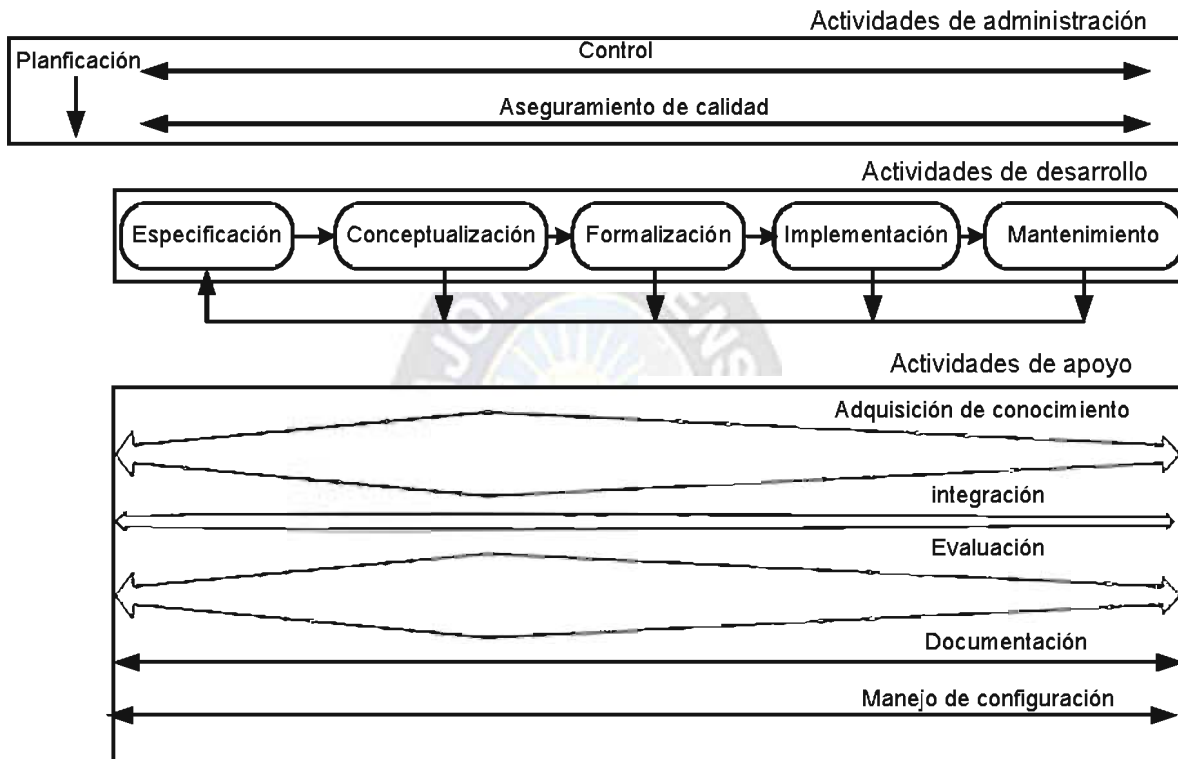 Actividades de administración
Planficación
Control
Aseguramiento de calidad
Actividades de desarrollo
Especificación
Conceptualización
Formalización
Implementación
Mantenimiento
Actividades de apoyo
Adquisición de conocimiento
integración
Evaluación
Documentación
Manejo de configuración